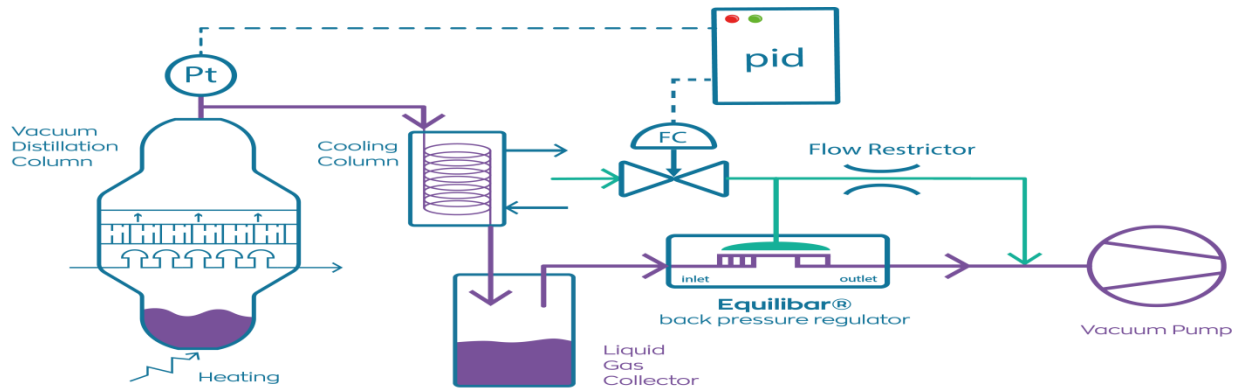 Pt
pid
Vacuum
Distillation
Column
Cooling
Column
FC
Flow Restrictor
inlet
outlet
Equilibar®
back pressure regulator
Vacuum Pump
Liquid
Gas
Collector
Heating